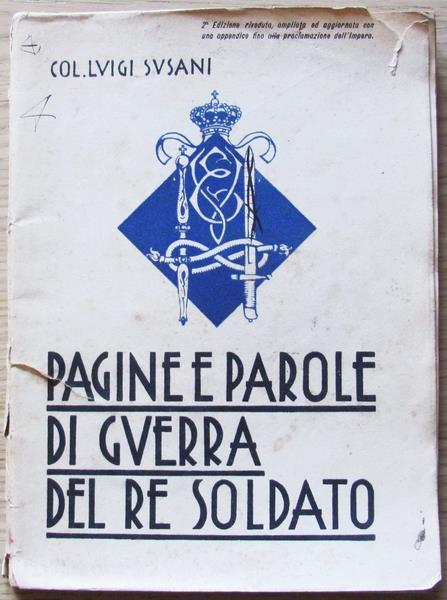 2ª Edizione riveduta, ampliata ed aggiornata con
una appendice fino alla proclamazione dell'Impero.
COL. LVIGI SVSANI
PAGINE E PAROLE
DI GVERRA
DEL RE SOLDATO